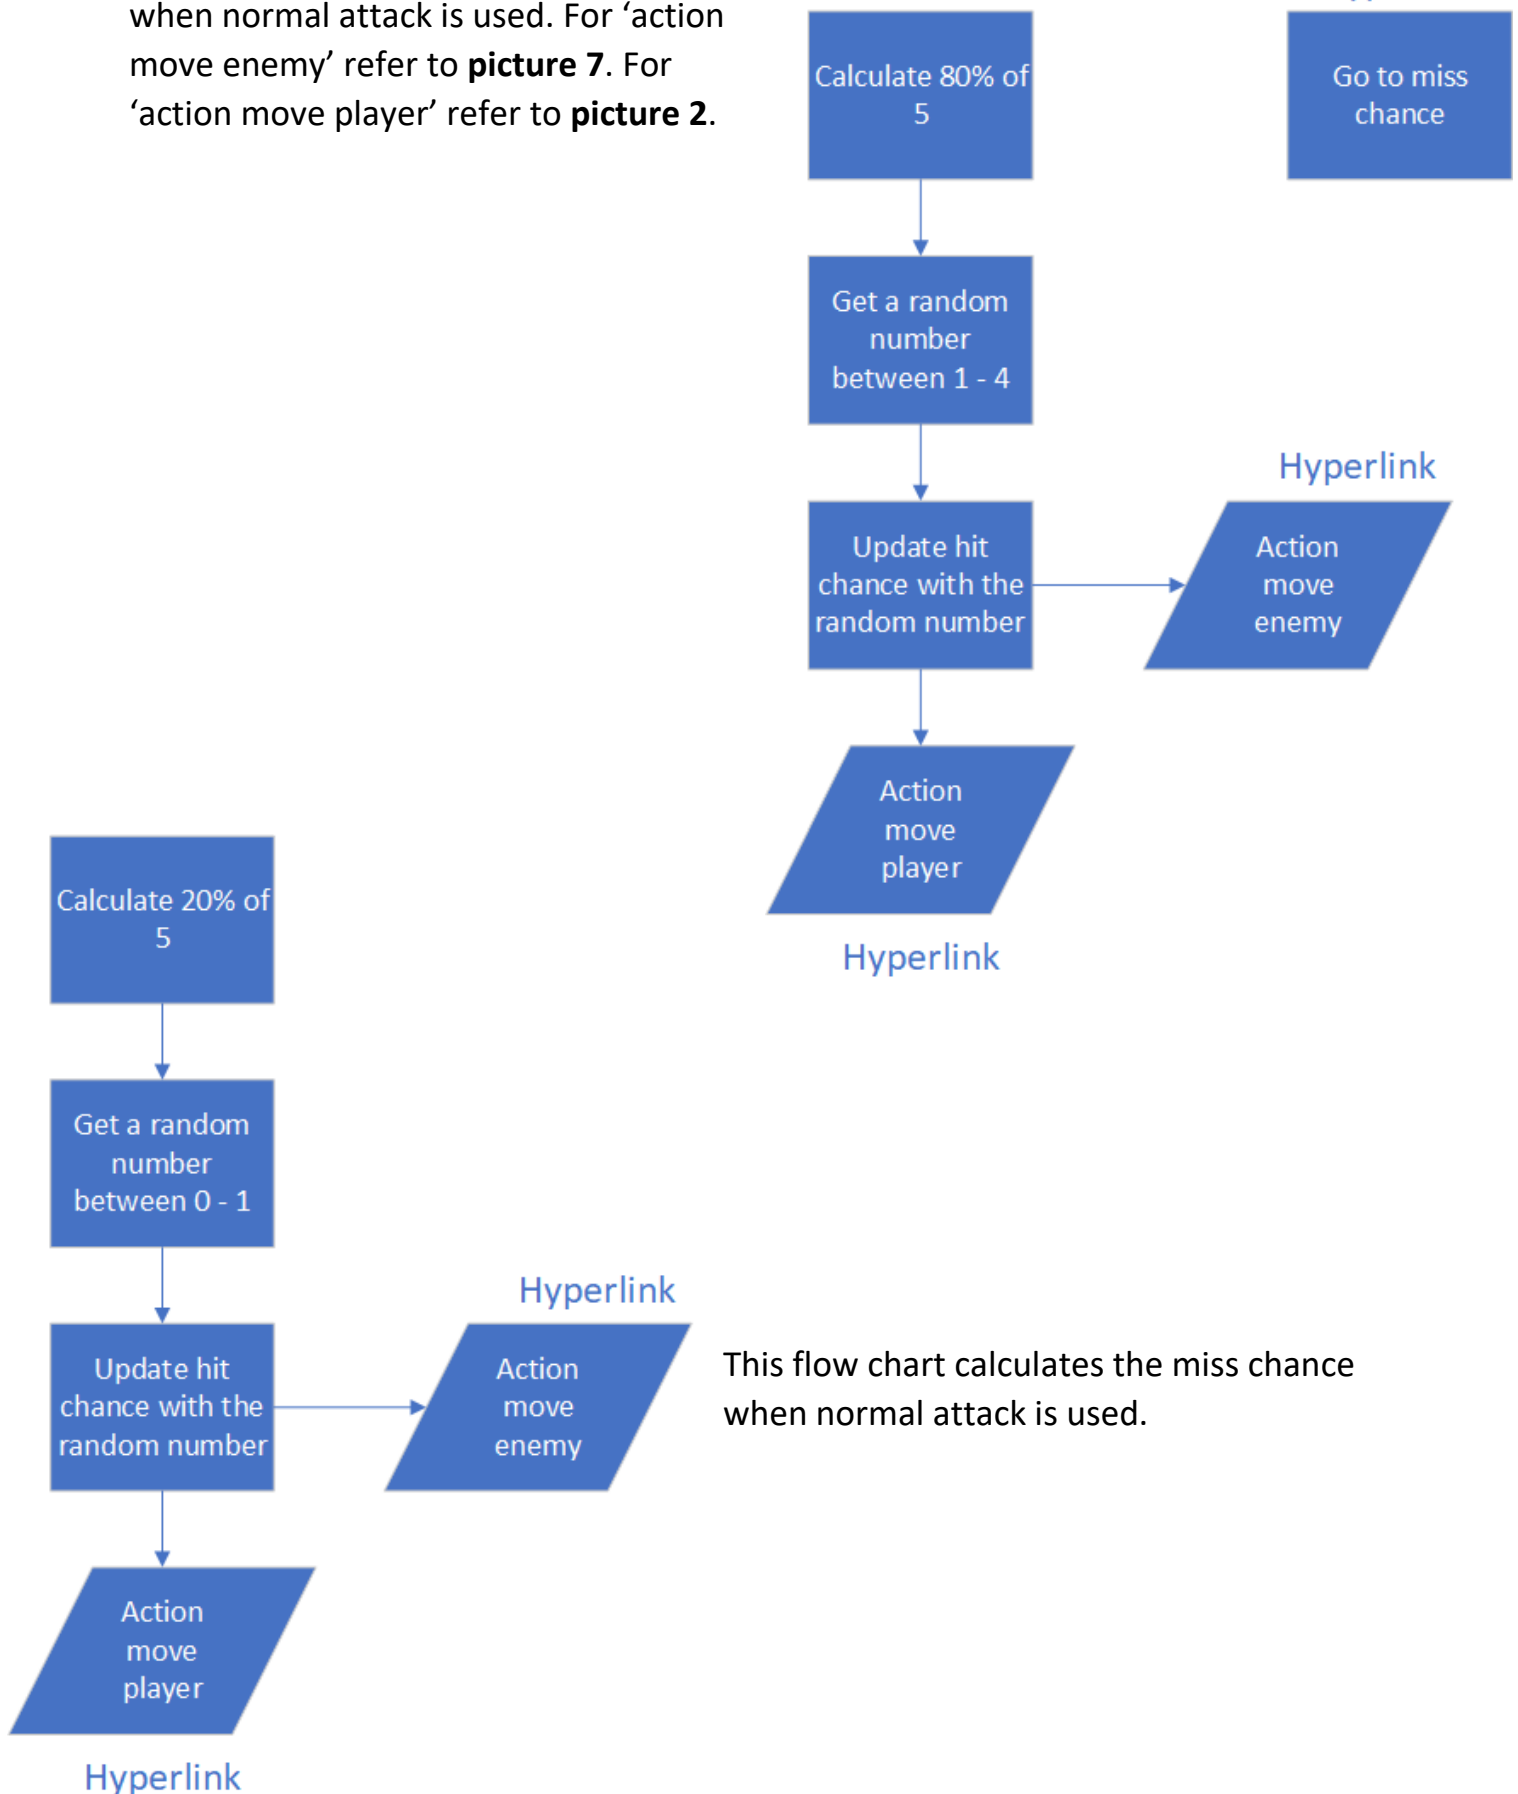 when normal attack is used. For ‘action
move enemy’ refer to picture 7. For
‘action move player’ refer to picture 2.
Calculate 80% of
5
Go to miss
chance
Get a random
number
between 1 - 4
Hyperlink
Update hit
chance with the
random number
Action
move
enemy
Action
move
player
Hyperlink
Calculate 20% of
5
Get a random
number
between 0 - 1
Hyperlink
Update hit
chance with the
random number
Action
move
enemy
This flow chart calculates the miss chance
when normal attack is used.
Action
move
player
Hyperlink